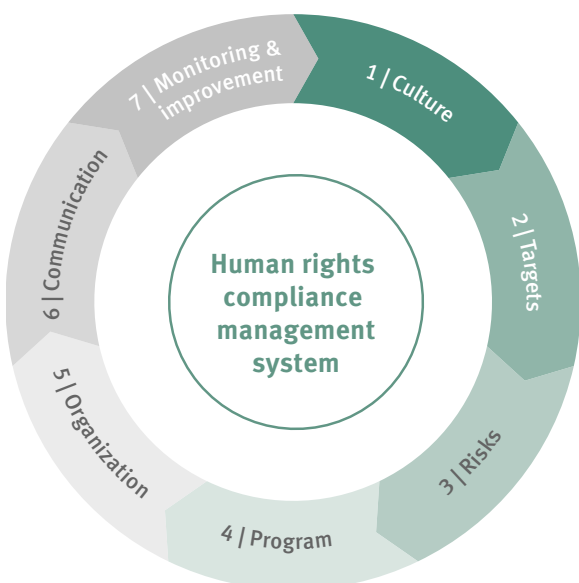 1 | Culture
2 | Targets
3 | Risks
4 | Program
5 | Organization
6 | Communication
7 | Monitoring &
improvement
Human rights
compliance
management
system